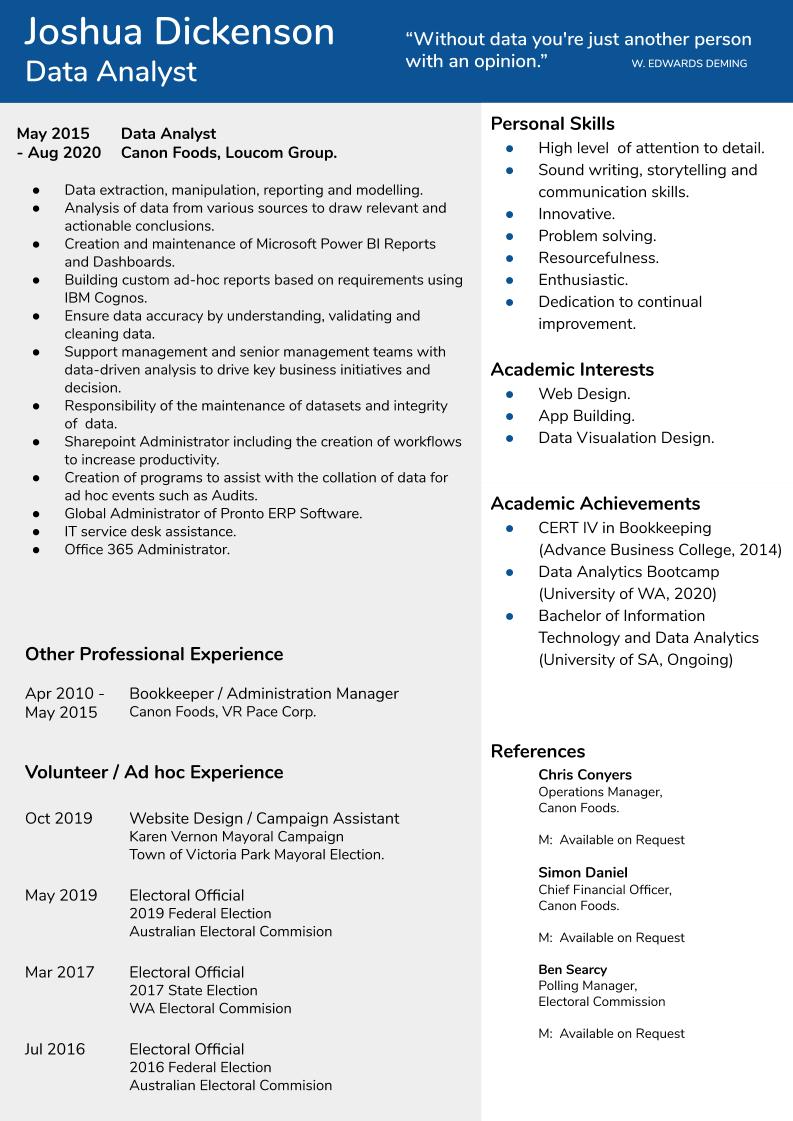 Joshua Dickenson
Data Analyst
“Without data you're just another person
with an opinion.” W. EDWARDS DEMING
May 2015 Data Analyst
- Aug 2020 Canon Foods, Loucom Group.
● Data extraction, manipulation, reporting and modelling.
● Analysis of data from various sources to draw relevant and
actionable conclusions.
● Creation and maintenance of Microsoft Power BI Reports
and Dashboards.
● Building custom ad-hoc reports based on requirements using
IBM Cognos.
● Ensure data accuracy by understanding, validating and
cleaning data.
● Support management and senior management teams with
data-driven analysis to drive key business initiatives and
decision.
● Responsibility of the maintenance of datasets and integrity
of data.
● Sharepoint Administrator including the creation of workflows
to increase productivity.
● Creation of programs to assist with the collation of data for
ad hoc events such as Audits.
● Global Administrator of Pronto ERP Software.
● IT service desk assistance.
● Office 365 Administrator.
Other Professional Experience
Apr 2010 - Bookkeeper / Administration Manager
May 2015 Canon Foods, VR Pace Corp.
Volunteer / Ad hoc Experience
Oct 2019 Website Design / Campaign Assistant
Karen Vernon Mayoral Campaign
Town of Victoria Park Mayoral Election.
May 2019 Electoral Official
2019 Federal Election
Australian Electoral Commision
Mar 2017 Electoral Official
2017 State Election
WA Electoral Commision
Jul 2016 Electoral Official
2016 Federal Election
Australian Electoral Commision
Personal Skills
● High level of attention to detail.
● Sound writing, storytelling and
communication skills.
● Innovative.
● Problem solving.
● Resourcefulness.
● Enthusiastic.
● Dedication to continual
improvement.
Academic Interests
● Web Design.
● App Building.
● Data Visualation Design.
Academic Achievements
● CERT IV in Bookkeeping
(Advance Business College, 2014)
● Data Analytics Bootcamp
(University of WA, 2020)
● Bachelor of Information
Technology and Data Analytics
(University of SA, Ongoing)
References
Chris Conyers
Operations Manager,
Canon Foods.
M: Available on Request
Simon Daniel
Chief Financial Officer,
Canon Foods.
M: Available on Request
Ben Searcy
Polling Manager,
Electoral Commission
M: Available on Request